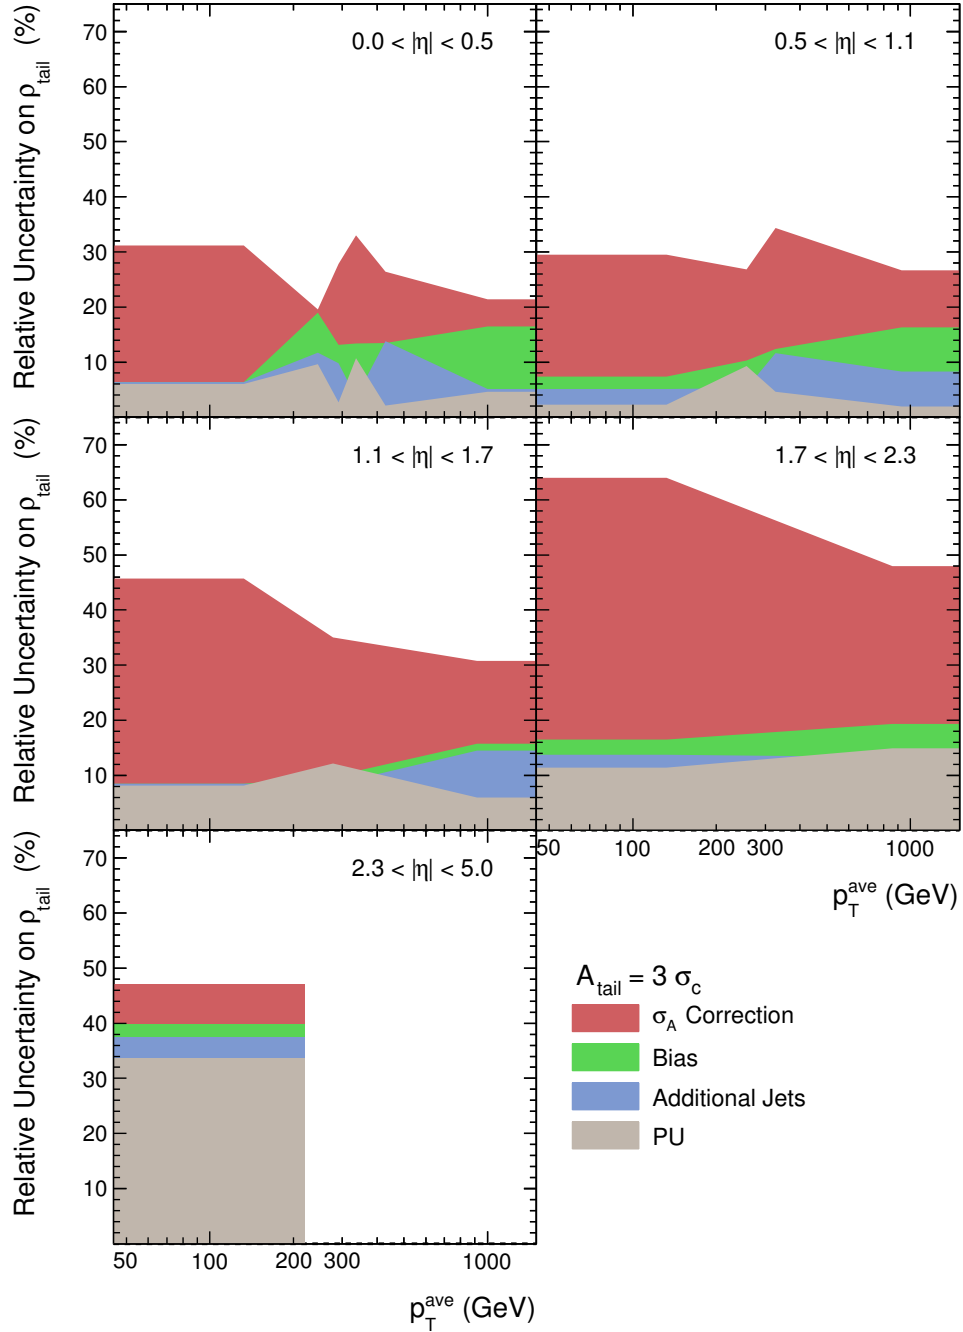 Relative Uncertainty on ρtail (%)
70
60
50
40
30
20
10
0.0 < |η| < 0.5
0.5 < |η| < 1.1
Relative Uncertainty on ρtail (%)
70
60
50
40
30
20
10
1.1 < |η| < 1.7
1.7 < |η| < 2.3
50 100 200 300 1000
pTave (GeV)
Relative Uncertainty on ρtail (%)
70
60
50
40
30
20
10
2.3 < |η| < 5.0
50 100 200 300 1000
pTave (GeV)
Atail = 3 σc
σA Correction
Bias
Additional Jets
PU